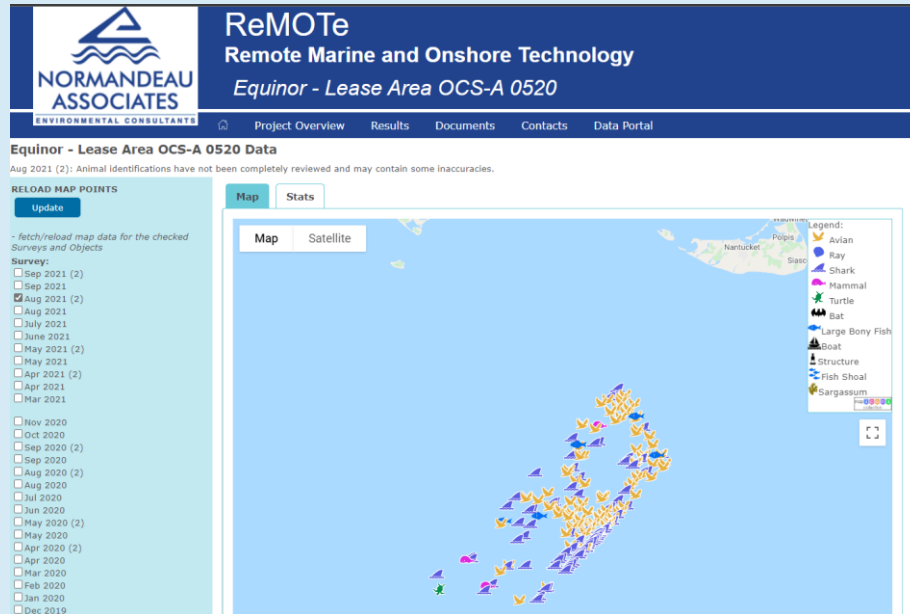 NORMANDEAU
ASSOCIATES
ENVIRONMENTAL CONSULTANTS
ReMOTe
Remote Marine and Onshore Technology
Equinor - Lease Area OCS-A 0520
Project Overview Results Documents Contacts Data Portal
Equinor - Lease Area OCS-A 0520 Data
Aug 2021 (2): Animal identifications have not been completely reviewed and may contain some inaccuracies.
RELOAD MAP POINTS
Update
- fetch/reload map data for the checked
Surveys and Objects
Survey:
Sep 2021 (2)
Sep 2021
Aug 2021 (2)
Aug 2021
July 2021
June 2021
May 2021 (2)
May 2021
Apr 2021 (2)
Apr 2021
Mar 2021
Nov 2020
Oct 2020
Sep 2020 (2)
Sep 2020
Aug 2020 (2)
Aug 2020
Jul 2020
Jun 2020
May 2020 (2)
May 2020
Apr 2020 (2)
Apr 2020
Mar 2020
Feb 2020
Jan 2020
Dec 2019
Map Stats
Map Satellite
Nantucket
Polpis
Siasc
Legend:
Avian
Ray
Shark
Mammal
Turtle
Bat
Large Bony Fish
Boat
Structure
Fish Shoal
Sargassum